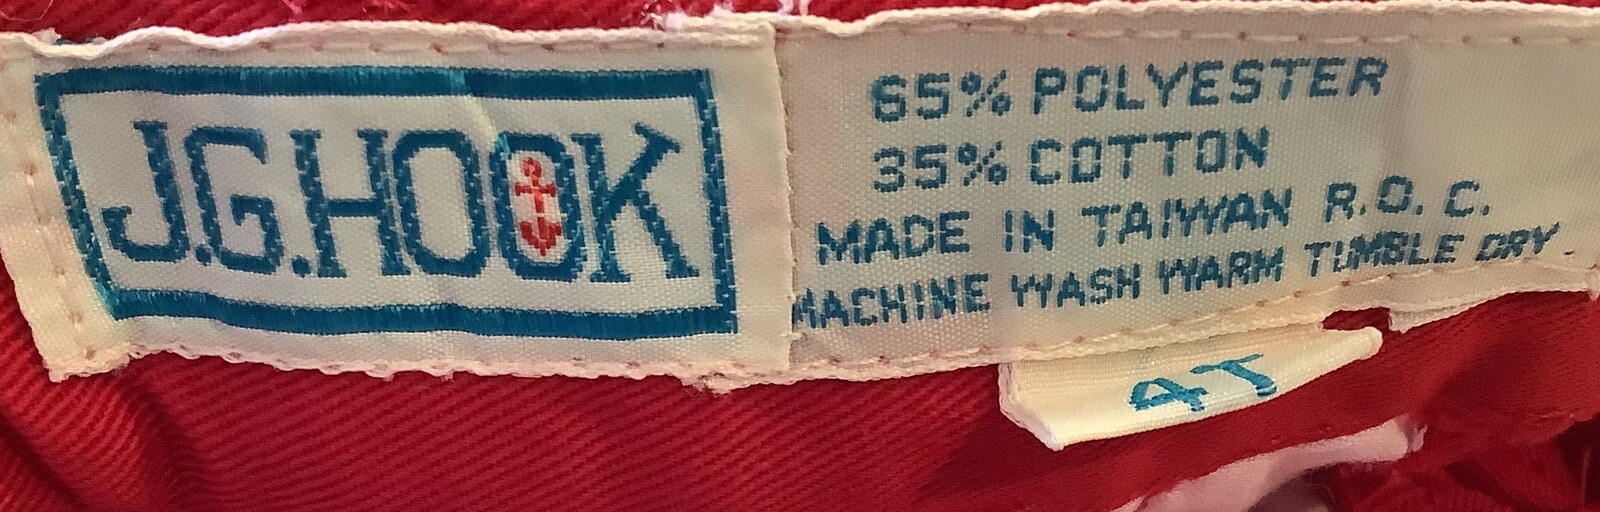 J.G.HOOK
65% POLYESTER
35% COTTON
MADE IN TAIWAN R.O.C.
MACHINE WASH WARM TUMBLE DRY
4T